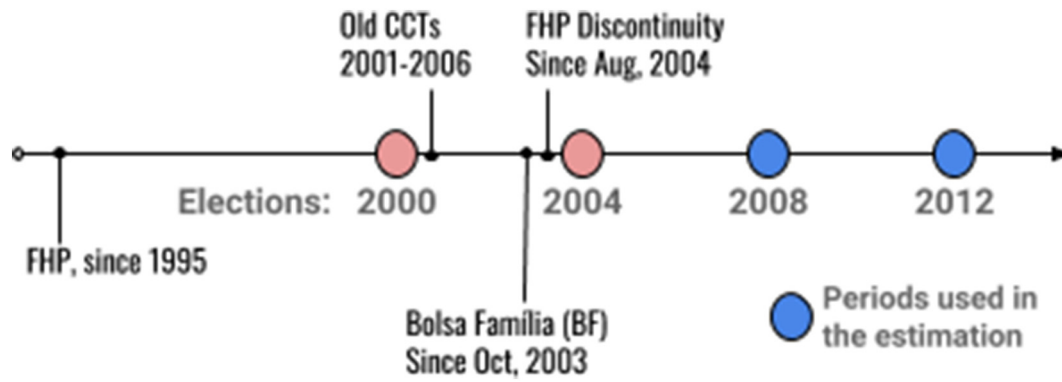 Old CCTs
2001-2006
FHP Discontinuity
Since Aug, 2004
Elections: 2000 2004 2008 2012
FHP, since 1995
Bolsa Família (BF)
Since Oct, 2003
Periods used in
the estimation